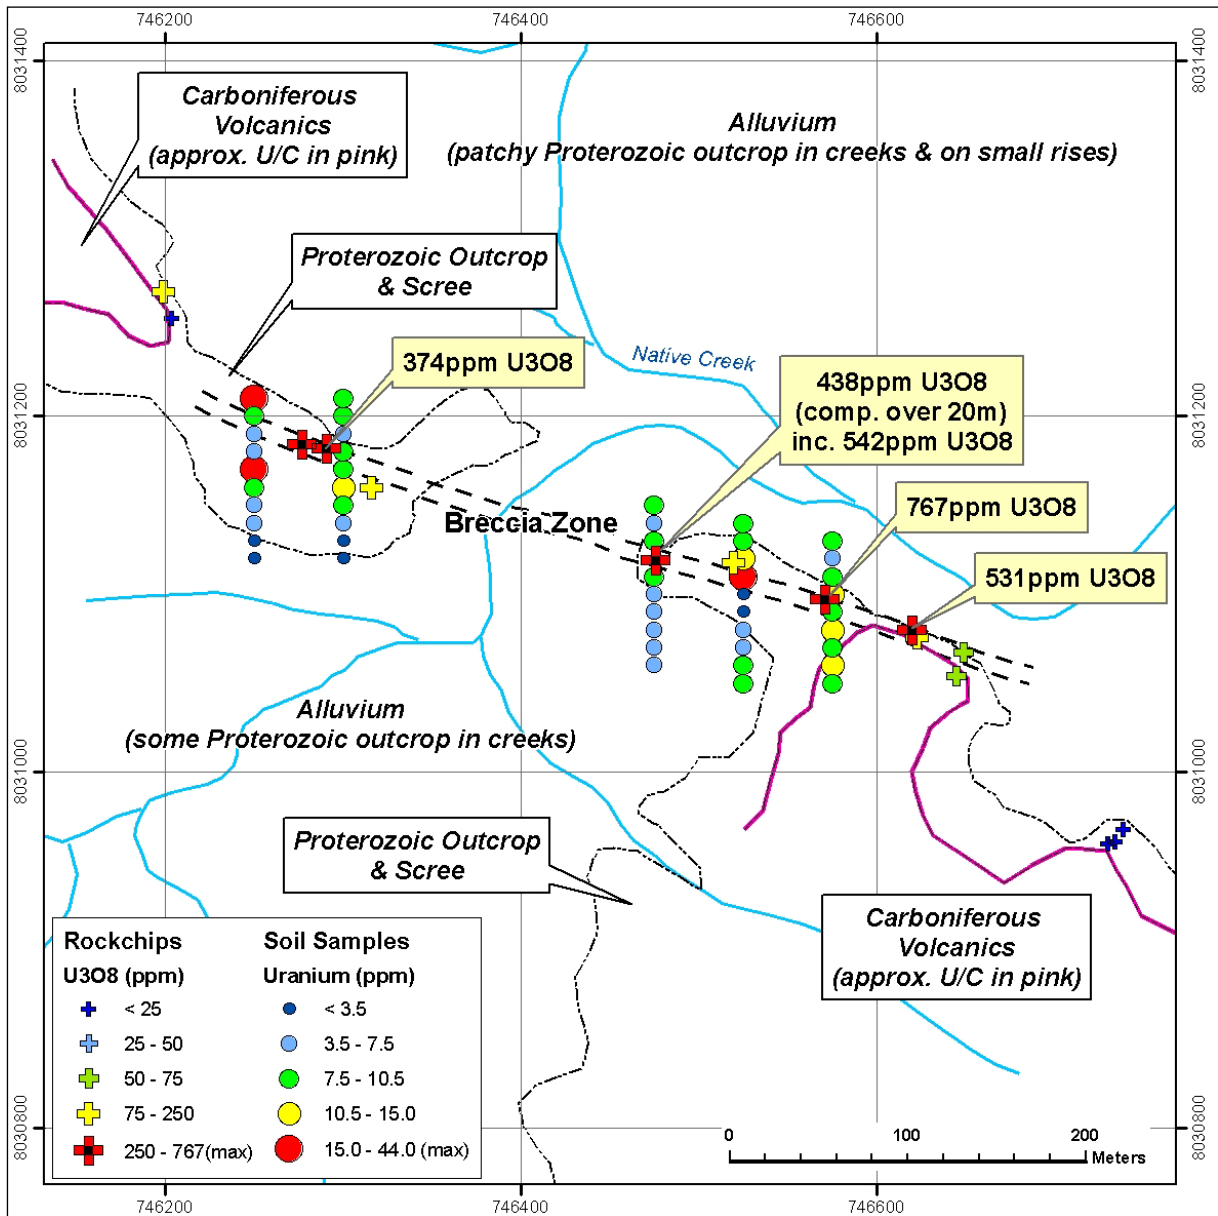 746200
746400
746600
8031400
8031400
Carboniferous
Volcanics
(approx. U/C in pink)
Alluvium
(patchy Proterozoic outcrop in creeks & on small rises)
Proterozoic Outcrop
& Scree
374ppm U3O8
Native Creek
438ppm U3O8
(comp. over 20m)
inc. 542ppm U3O8
8031200
8031200
767ppm U3O8
Breccia Zone
531ppm U3O8
Alluvium
(some Proterozoic outcrop in creeks)
8031000
8031000
Proterozoic Outcrop
& Scree
Carboniferous
Volcanics
(approx. U/C in pink)
Rockchips
U3O8 (ppm)
< 25
25 - 50
50 - 75
75 - 250
250 - 767(max)
Soil Samples
Uranium (ppm)
< 3.5
3.5 - 7.5
7.5 - 10.5
10.5 - 15.0
15.0 - 44.0 (max)
8030800
8030800
0
100
200
Meters
746200
746400
746600